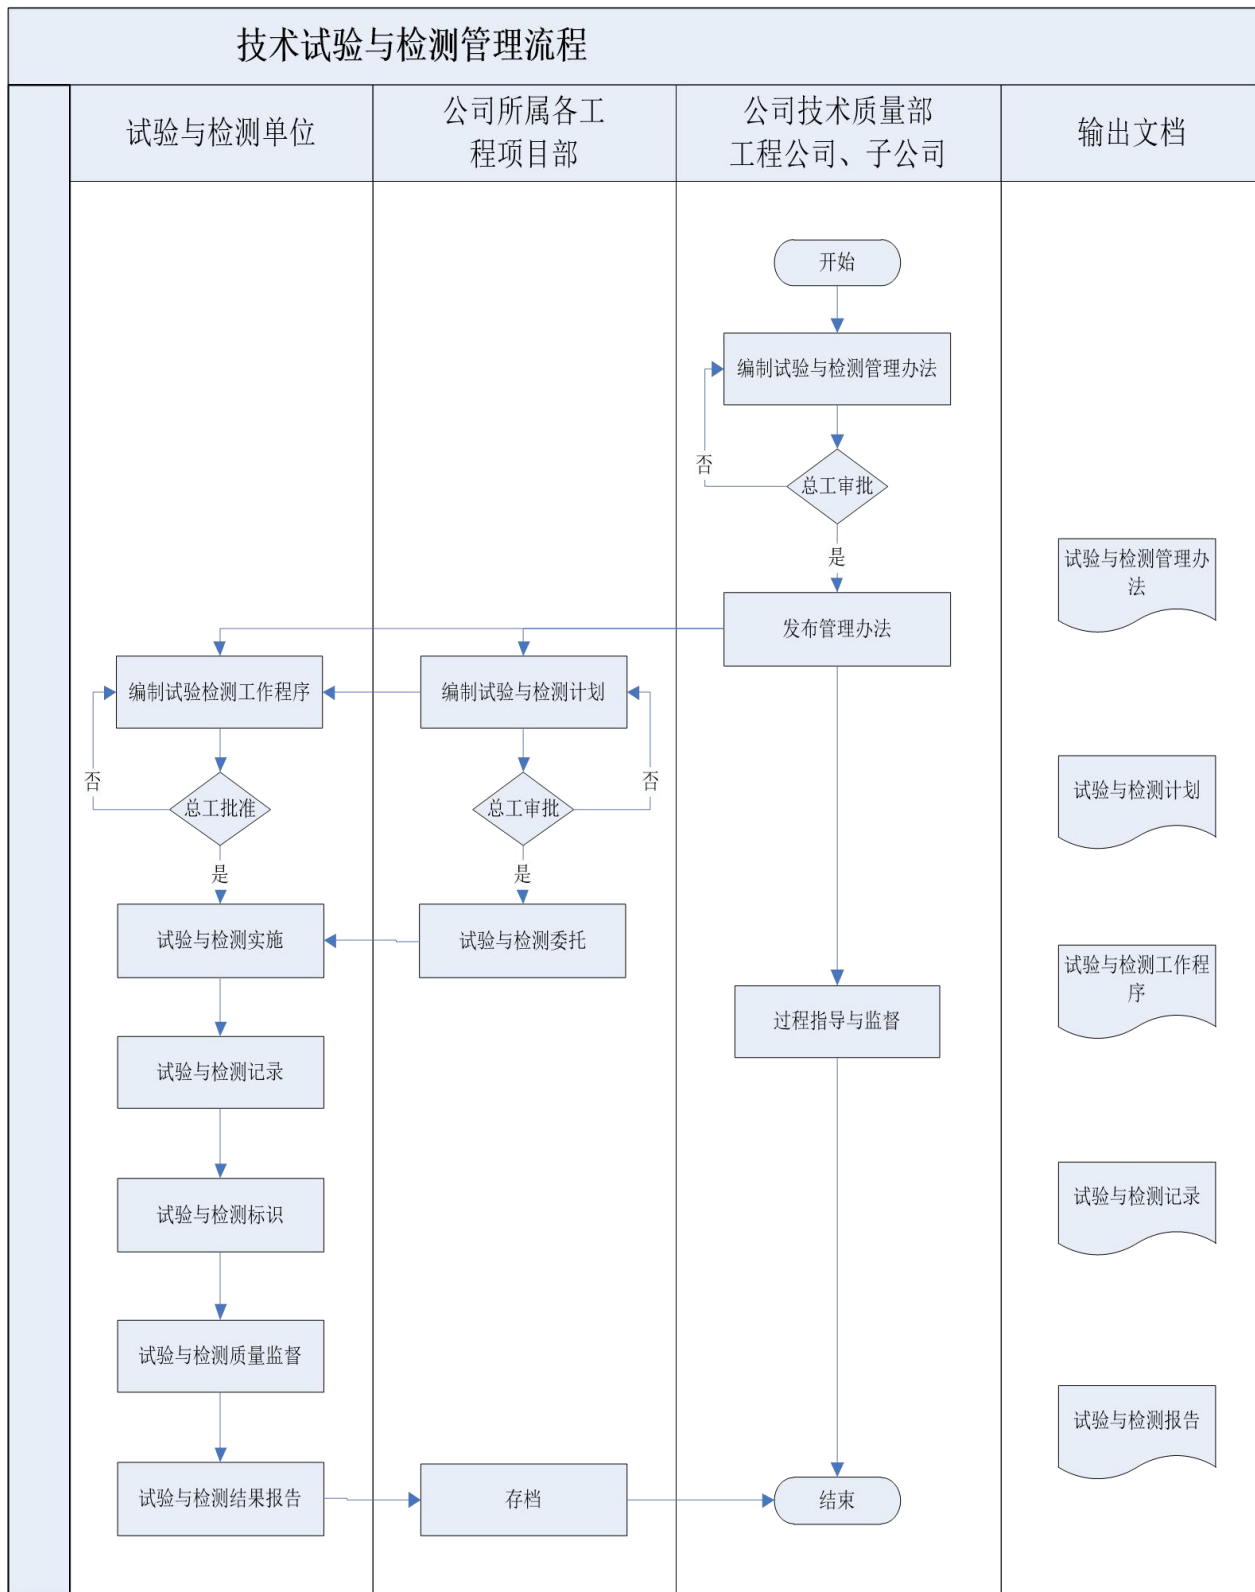 技术试验与检测管理流程
试验与检测单位
公司所属各工
程项目部
公司技术质量部
工程公司、子公司
输出文档
开始
编制试验与检测管理办法
否
总工审批
是
试验与检测管理办
法
发布管理办法
编制试验检测工作程序
编制试验与检测计划
否
总工批准
总工审批
否
试验与检测计划
是
是
试验与检测实施
试验与检测委托
试验与检测工作程
序
过程指导与监督
试验与检测记录
试验与检测标识
试验与检测记录
试验与检测质量监督
试验与检测报告
试验与检测结果报告
存档
结束